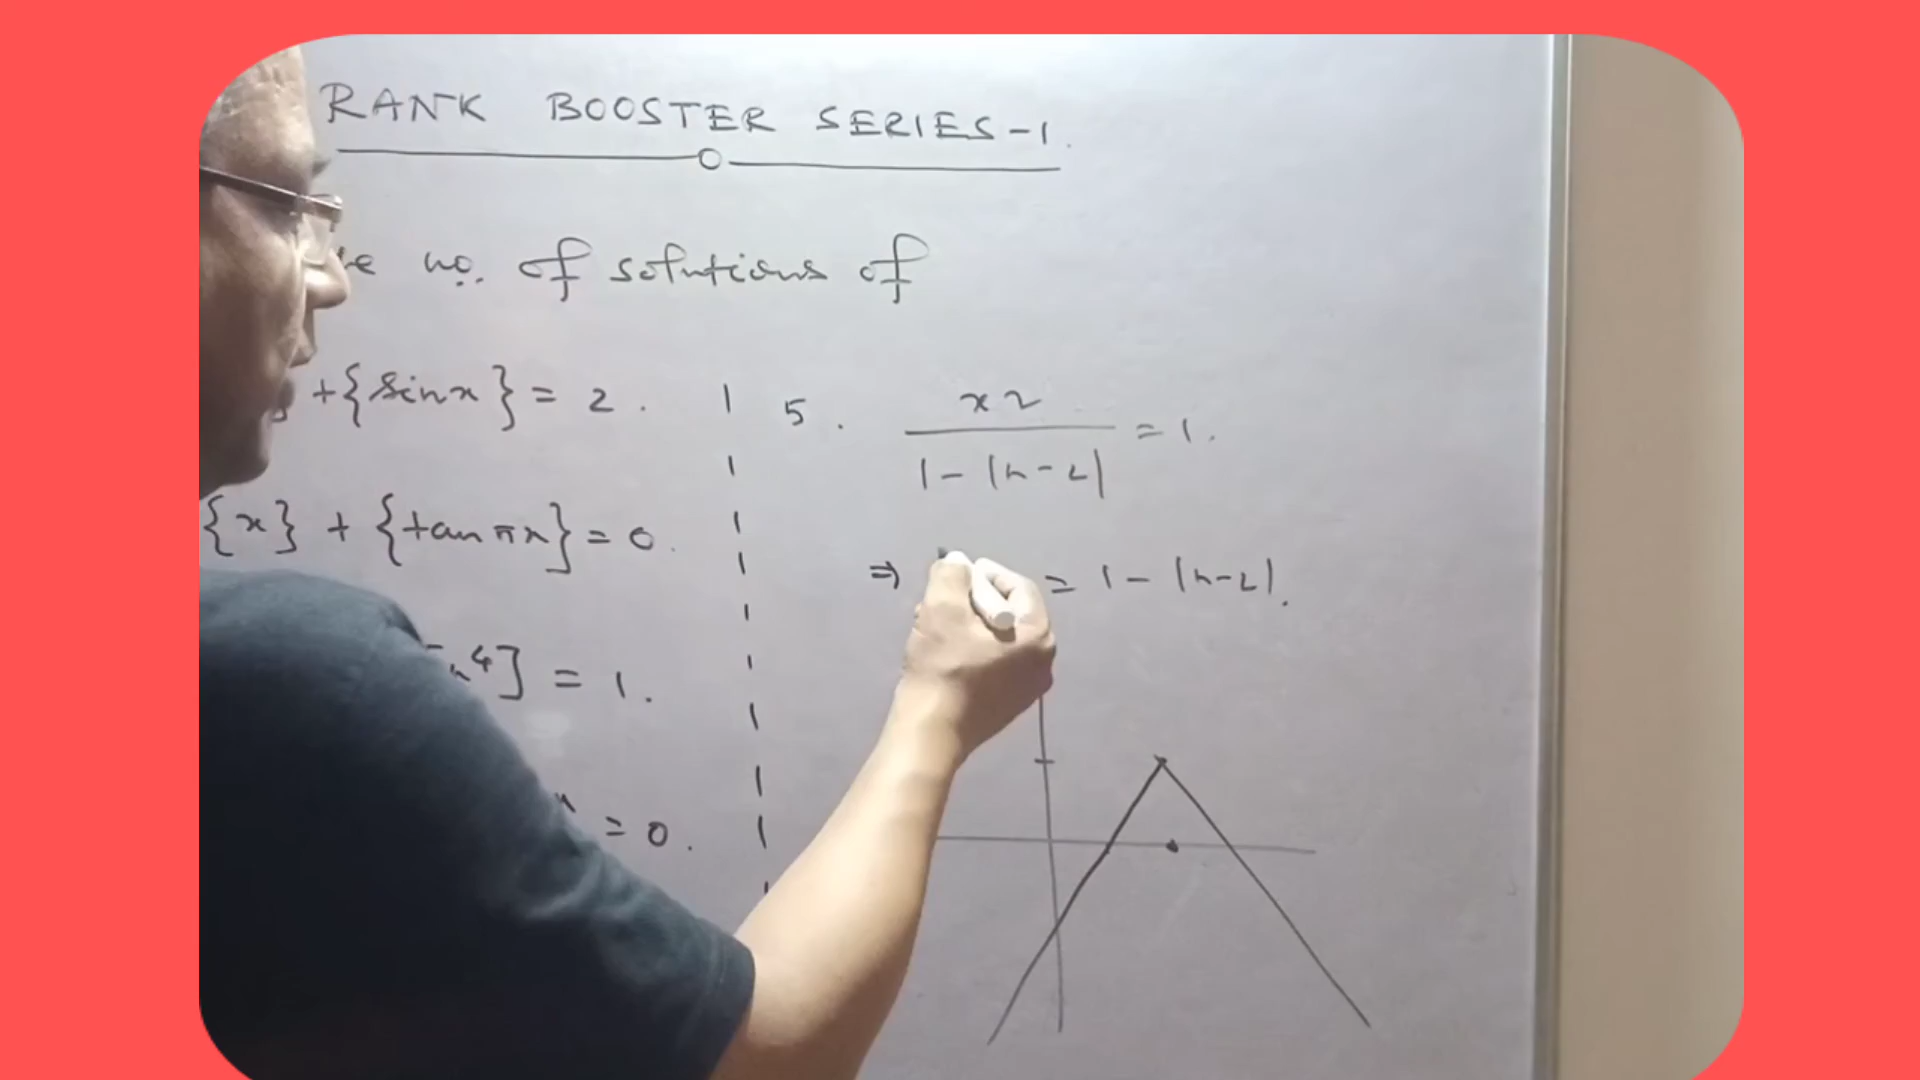 RANK BOOSTER SERIES-1.
no. of solutions of
+{sin x} = 2.
{x} + {tan πx} = 0.
4] = 1.
= 0.
5. x2 / 1 - |x-2| = 1.
⇒ = 1 - |x-2|.